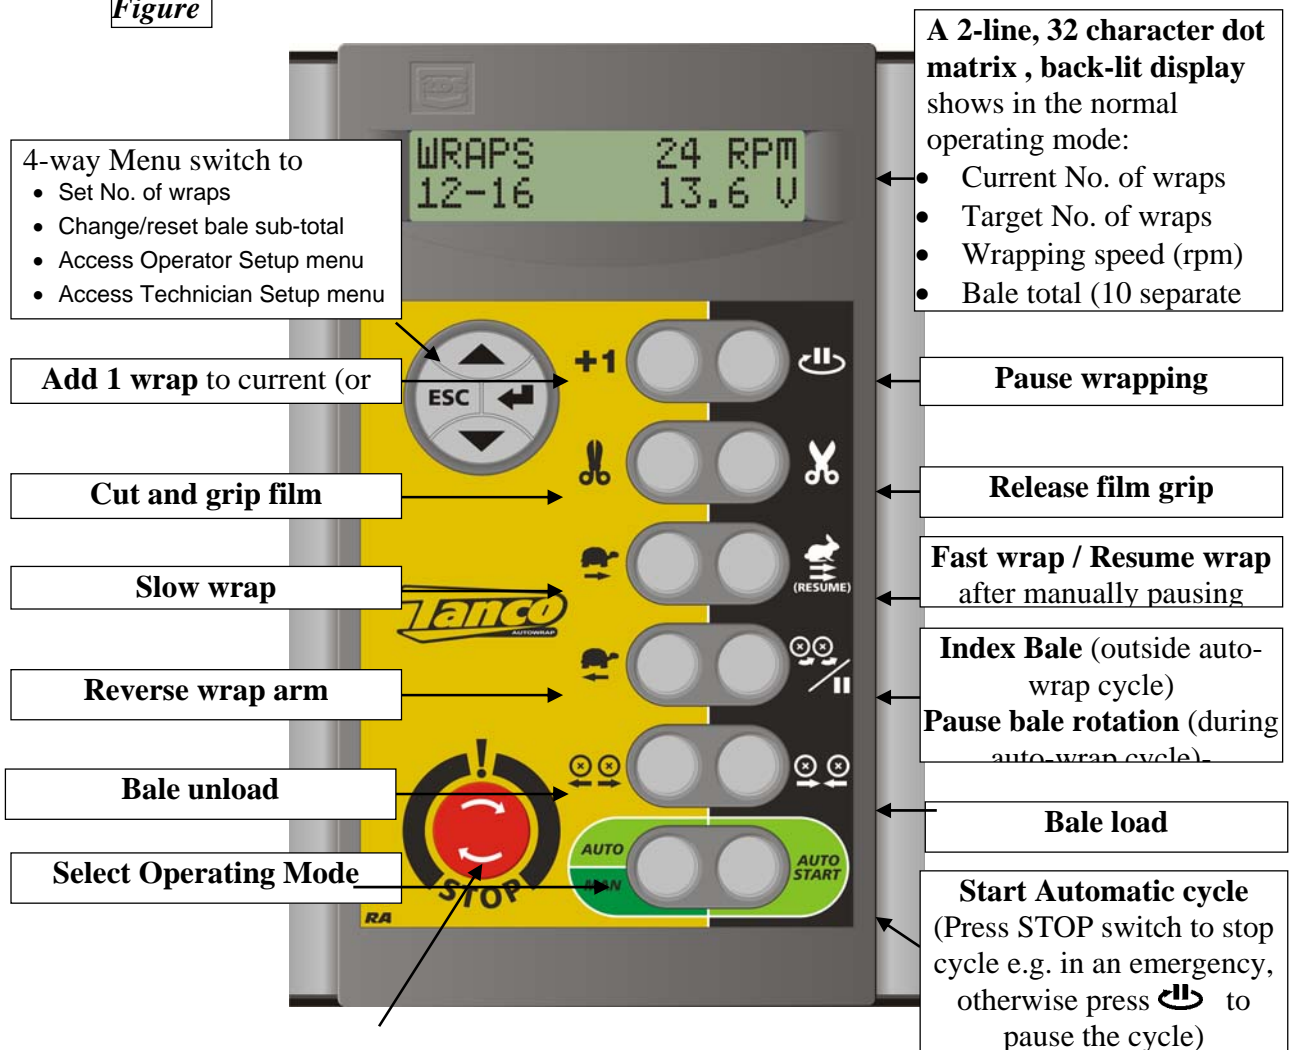 Figure
A 2-line, 32 character dot
matrix , back-lit display
shows in the normal
operating mode:
• Current No. of wraps
• Target No. of wraps
• Wrapping speed (rpm)
• Bale total (10 separate
ZDS
WRAPS 24 RPM
12-16 13.6 V
4-way Menu switch to
• Set No. of wraps
• Change/reset bale sub-total
• Access Operator Setup menu
• Access Technician Setup menu
Add 1 wrap to current (or
ESC
+1
Pause wrapping
Cut and grip film
Release film grip
Slow wrap
(RESUME)
Fast wrap / Resume wrap
after manually pausing
Tanco
AUTOWRAP
Reverse wrap arm
Index Bale (outside auto-
wrap cycle)
Pause bale rotation (during
auto-wrap cycle)-
Bale unload
!
STOP
Bale load
Select Operating Mode
AUTO
MAN
AUTO
START
RA
Start Automatic cycle
(Press STOP switch to stop
cycle e.g. in an emergency,
otherwise press to
pause the cycle)